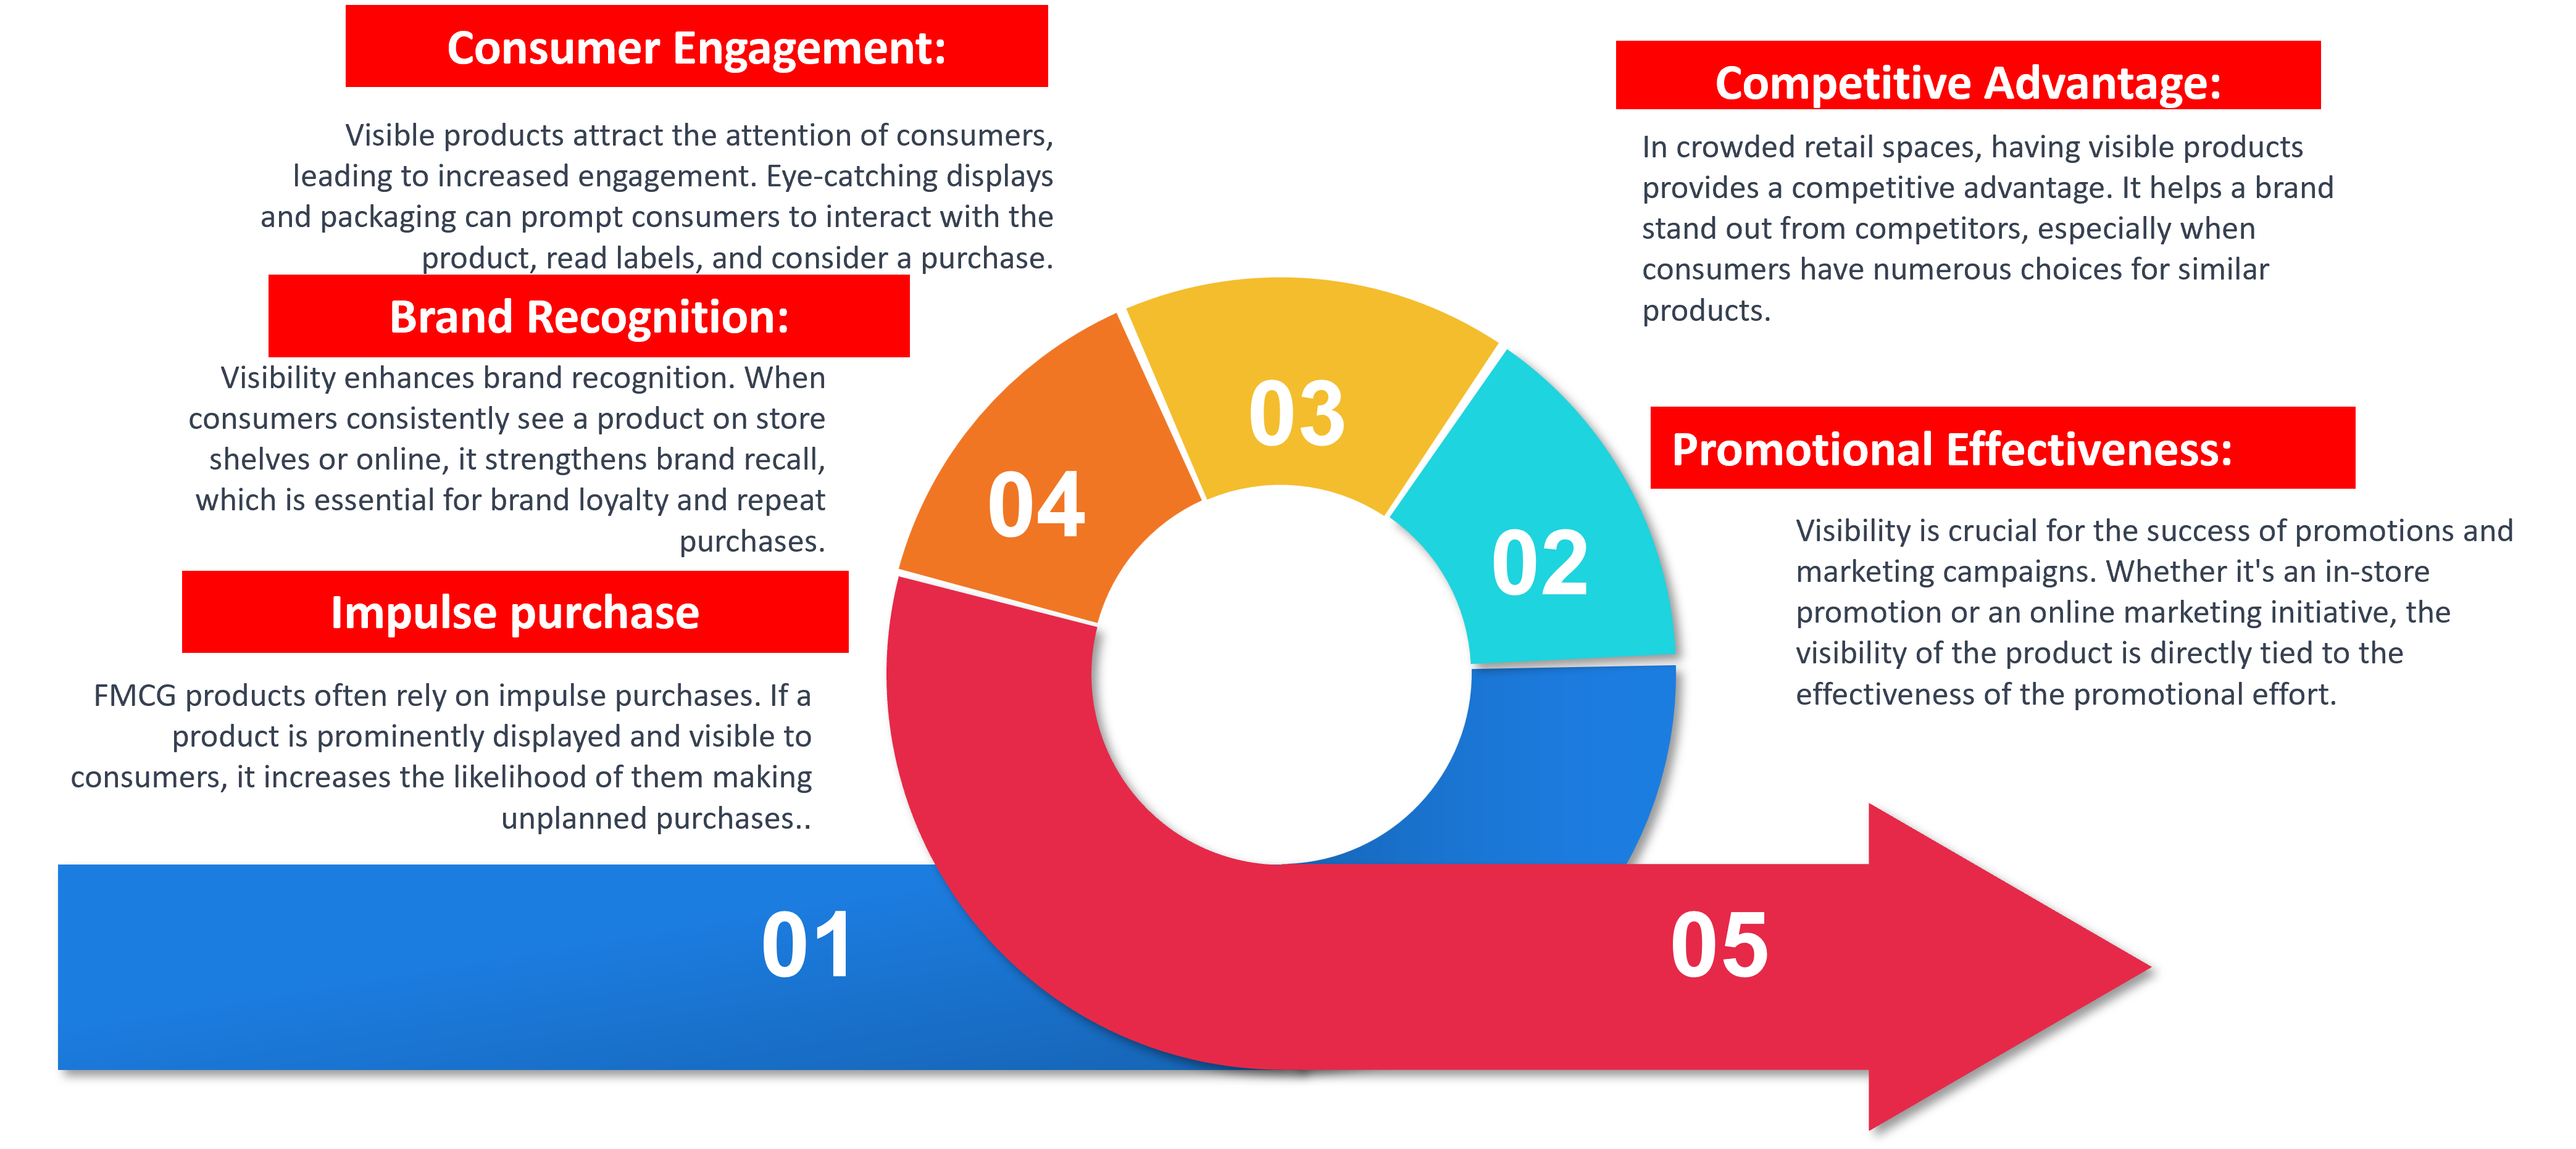 Consumer Engagement:
Visible products attract the attention of consumers,
leading to increased engagement. Eye-catching displays
and packaging can prompt consumers to interact with the
product, read labels, and consider a purchase.
Brand Recognition:
Visibility enhances brand recognition. When
consumers consistently see a product on store
shelves or online, it strengthens brand recall,
which is essential for brand loyalty and repeat
purchases.
Impulse purchase
FMCG products often rely on impulse purchases. If a
product is prominently displayed and visible to
consumers, it increases the likelihood of them making
unplanned purchases..
Competitive Advantage:
In crowded retail spaces, having visible products
provides a competitive advantage. It helps a brand
stand out from competitors, especially when
consumers have numerous choices for similar
products.
Promotional Effectiveness:
Visibility is crucial for the success of promotions and
marketing campaigns. Whether it's an in-store
promotion or an online marketing initiative, the
visibility of the product is directly tied to the
effectiveness of the promotional effort.
01
02
03
04
05